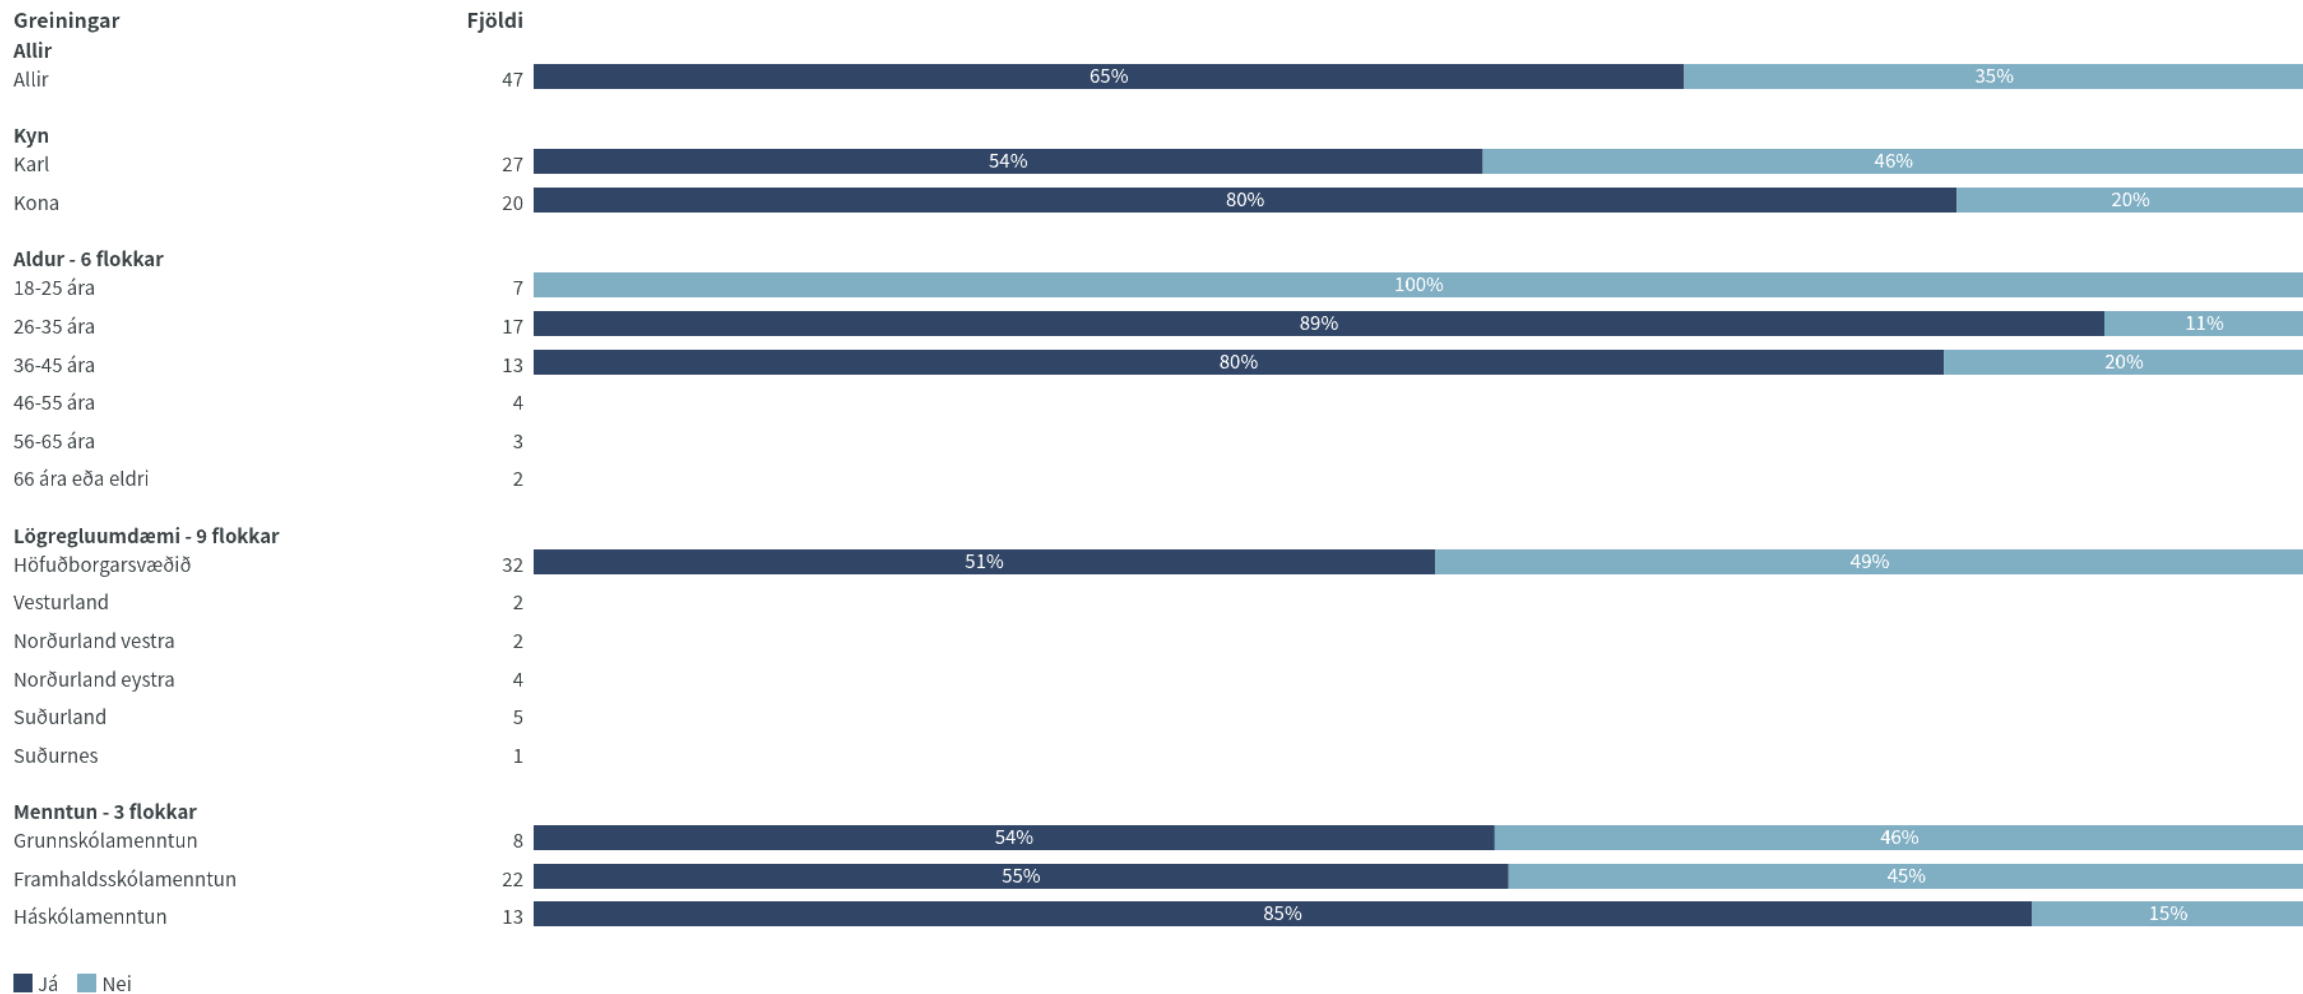 Greiningar Fjöldi
Allir
Allir 47 65% 35%
Kyn
Karl 27 54% 46%
Kona 20 80% 20%
Aldur - 6 flokkar
18-25 ára 7 100%
26-35 ára 17 89% 11%
36-45 ára 13 80% 20%
46-55 ára 4
56-65 ára 3
66 ára eða eldri 2
Lögregluumdæmi - 9 flokkar
Höfuðborgarsvæðið 32 51% 49%
Vesturland 2
Norðurland vestra 2
Norðurland eystra 4
Suðurland 5
Suðurnes 1
Menntun - 3 flokkar
Grunnskólamenntun 8 54% 46%
Framhaldsskólamenntun 22 55% 45%
Háskólamenntun 13 85% 15%
Já Nei